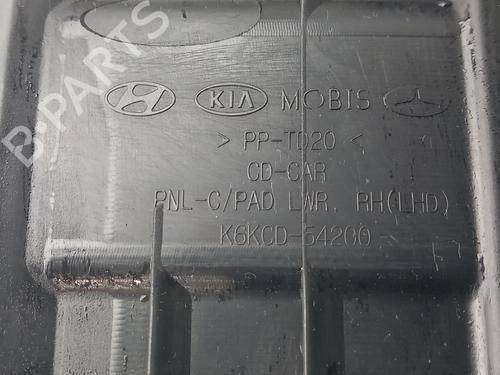 B-PARTS
KIA MOBIS
> PP-TD20 <
CD-CAR
PNL-C/PAD LWR, RH(LHD)
K6KCD-54200